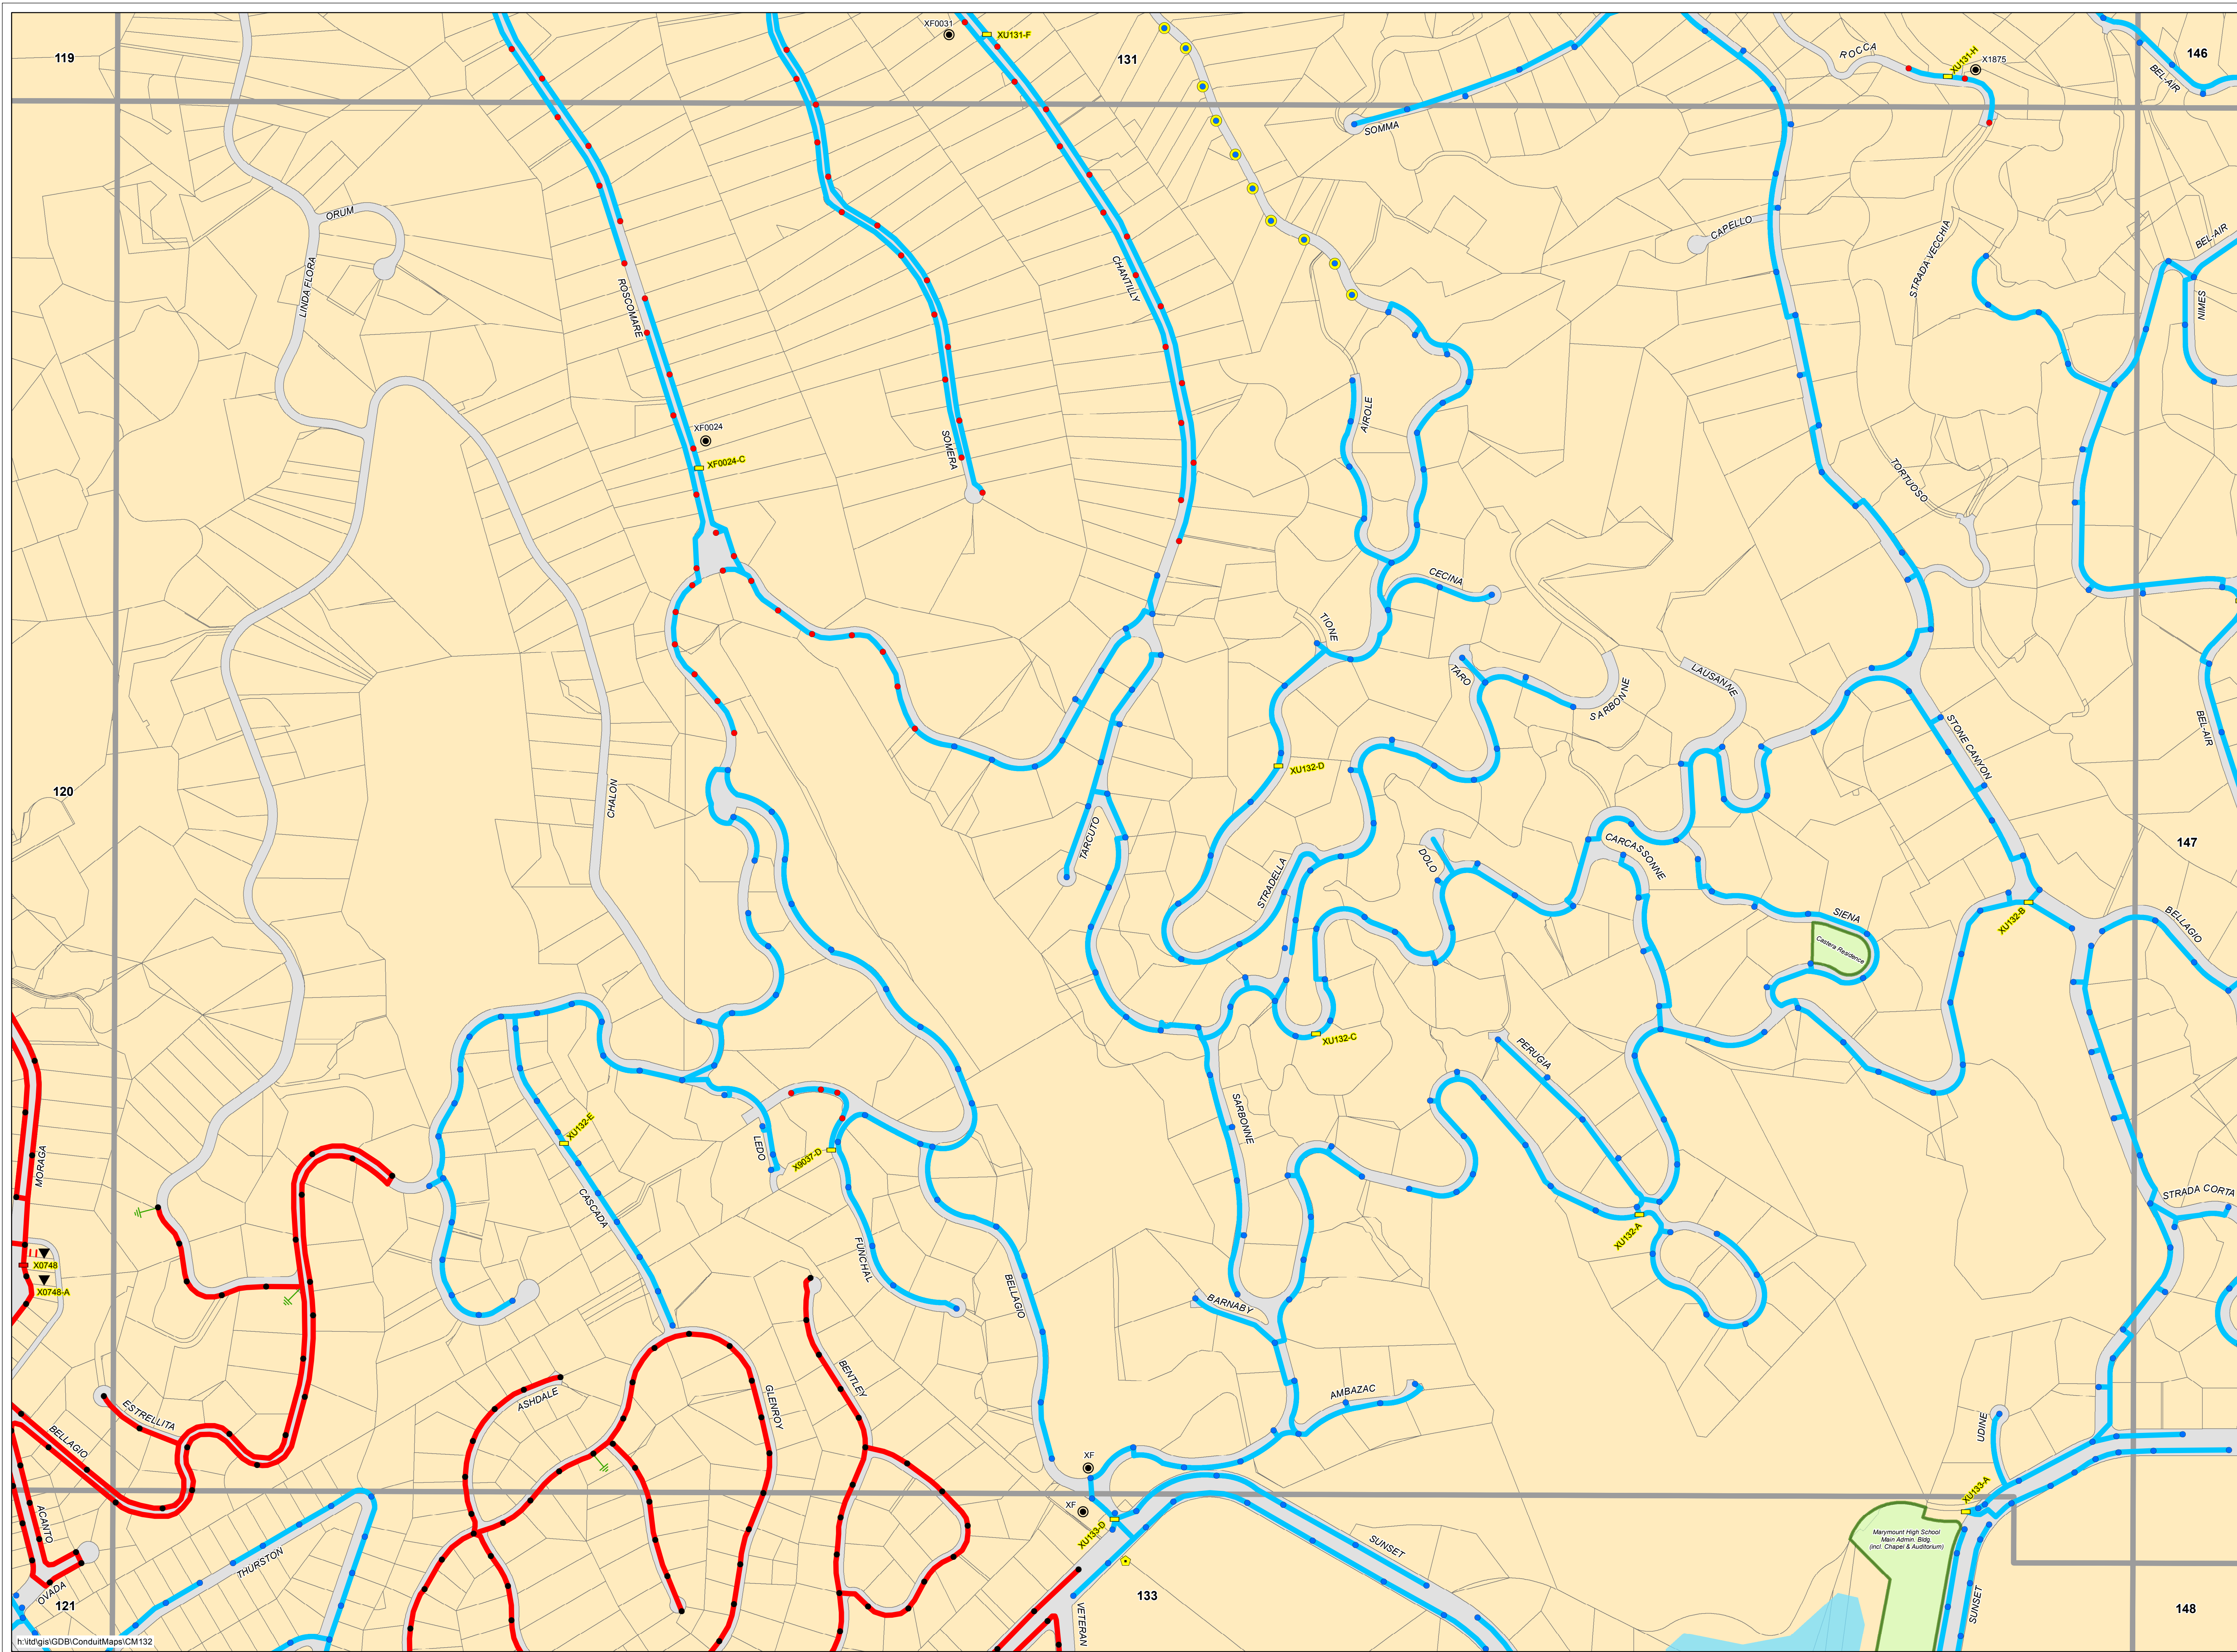 119
XF0031
XU131-F
131
ROCCA
XU131-H
X1875
146
BEL-AIR
SOMMA
ORUM
LINDA FLORA
ROSCOMARE
CHANTILLY
CAPELLO
STRADA VECCHIA
BEL-AIR
NIMES
AIROLE
XF0024
XF0024-C
SOMERA
TORTUOSO
CECINA
TIONE
TARO
SARBONNE
LAUSANNE
STONE CANYON
BEL-AIR
120
CHALON
XU132-D
TARCUTO
STRADELLA
DOLO
CARCASSONNE
147
SIENA
Castera Residence
XU132-B
BELLAGIO
XU132-C
PERUGIA
MORAGA
XU132-E
CASCADA
LEDO
X9037-D
SARBONNE
FUNCHAL
XU132-A
STRADA CORTA
11
X0748
X0748-A
BELLAGIO
BARNABY
ESTRELLITA
BELLAGIO
ASHDALE
GLENROY
BENTLEY
AMBAZAC
UDINE
XF
XF
XU133-D
XU133-A
ACANTO
OVADA
THURSTON
SUNSET
Marymount High School
Main Admin. Bldg.
(incl. Chapel & Auditorium)
121
133
VETERAN
SUNSET
148
h:\itd\gis\GDB\ConduitMaps\CM132